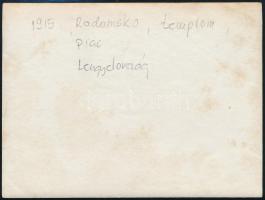 1915 Radomsko, templom,
piac
Lengyelország